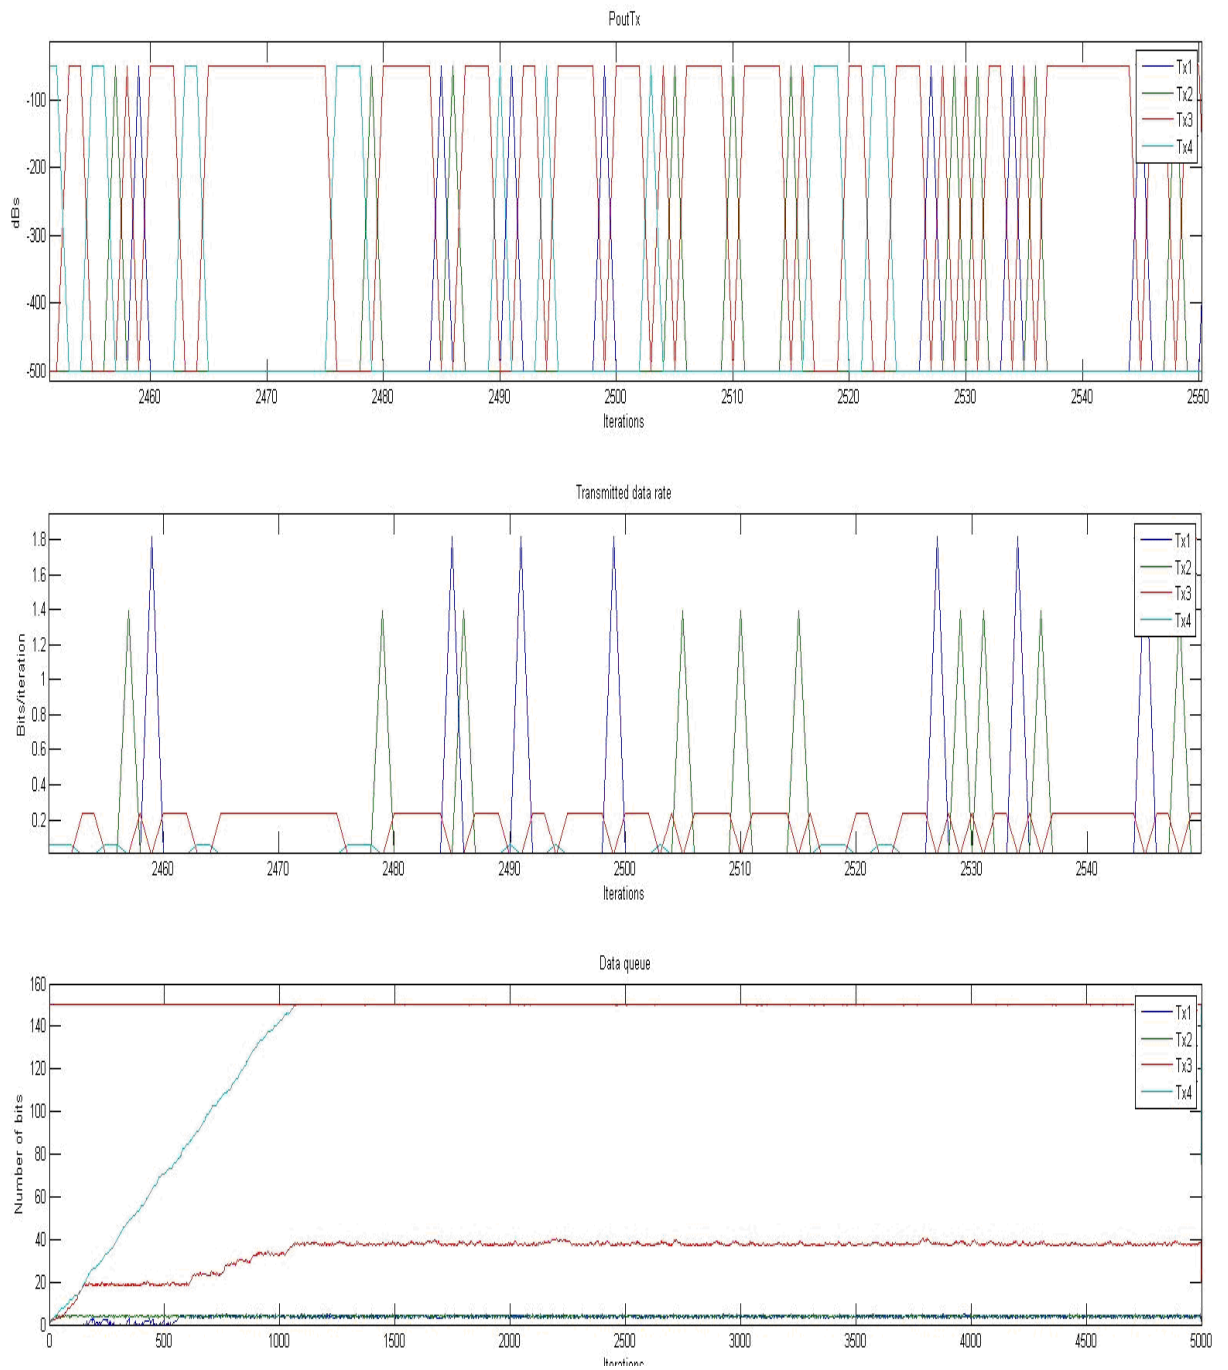 PoutTx
-100
-200
-300
-400
-500
dBs
2460 2470 2480 2490 2500 2510 2520 2530 2540 2550
Iterations
Tx1
Tx2
Tx3
Tx4
Transmitted data rate
1.8
1.6
1.4
1.2
1
0.8
0.6
0.4
0.2
Bits/iteration
2460 2470 2480 2490 2500 2510 2520 2530 2540
Iterations
Tx1
Tx2
Tx3
Tx4
Data queue
160
140
120
100
80
60
40
20
0
Number of bits
0 500 1000 1500 2000 2500 3000 3500 4000 4500 5000
Iterations
Tx1
Tx2
Tx3
Tx4